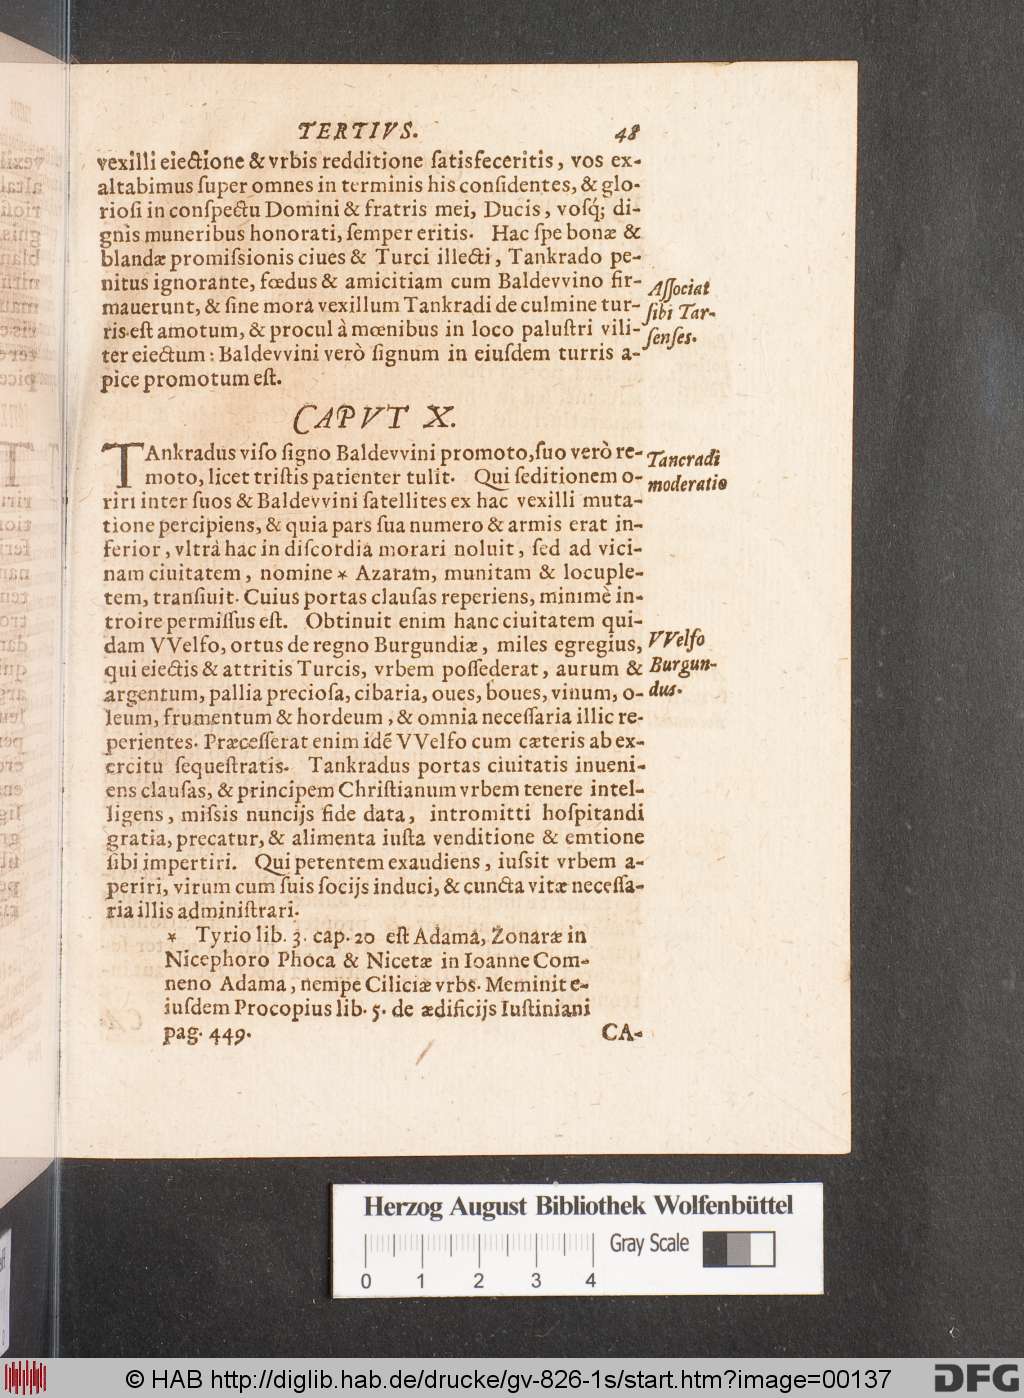 TERTIVS. 48
vexilli eiectione & vrbis redditione ſatisfeceritis, vos ex-
altabimus ſuper omnes in terminis his conſidentes, & glo-
rioſi in conſpectu Domini & fratris mei, Ducis, voſq́; di-
gnis muneribus honorati, ſemper eritis. Hac ſpe bonæ &
blandæ promiſsionis ciues & Turci illecti, Tankrado pe-
nitus ignorante, fœdus & amicitiam cum Baldevvino fir-
mauerunt, & ſine mora vexillum Tankradi de culmine tur-
ris eſt amotum, & procul à mœnibus in loco paluſtri vili-
ter eiectum: Baldevvini verò ſignum in eiuſdem turris a-
pice promotum eſt.
Aſſociat
ſibi Tar-
ſenſes.
CAPVT X.
TAnkradus viſo ſigno Baldevvini promoto, ſuo verò re-
moto, licet triſtis patienter tulit. Qui ſeditionem o-
riri inter ſuos & Baldevvini ſatellites ex hac vexilli muta-
tione percipiens, & quia pars ſua numero & armis erat in-
ferior, vltrà hac in diſcordia morari noluit, ſed ad vici-
nam ciuitatem, nomine * Azaram, munitam & locuple-
tem, tranſiuit. Cuius portas clauſas reperiens, minimè in-
troire permiſſus eſt. Obtinuit enim hanc ciuitatem qui-
dam VVelfo, ortus de regno Burgundiæ, miles egregius,
qui eiectis & attritis Turcis, vrbem poſſederat, aurum &
argentum, pallia precioſa, cibaria, oues, boues, vinum, o-
leum, frumentum & hordeum, & omnia neceſſaria illic re-
perientes. Præceſſerat enim idē VVelfo cum cæteris ab ex-
ercitu ſequeſtratis. Tankradus portas ciuitatis inueni-
ens clauſas, & principem Chriſtianum vrbem tenere intel-
ligens, miſsis nuncijs fide data, intromitti hoſpitandi
gratia, precatur, & alimenta iuſta venditione & emtione
ſibi impertiri. Qui petentem exaudiens, iuſsit vrbem a-
periri, virum cum ſuis ſocijs induci, & cuncta vitæ neceſſa-
ria illis adminiſtrari.
Tancradi
moderatio
VVelfo
Burgun-
dus.
* Tyrio lib. 3. cap. 20 eſt Adama, Zonaræ in
Nicephoro Phoca & Nicetæ in Ioanne Com-
neno Adama, nempe Ciliciæ vrbs. Meminit e-
iuſdem Procopius lib. 5. de ædificijs Iuſtiniani
pag. 449. CA-
Herzog August Bibliothek Wolfenbüttel
Gray Scale
0 1 2 3 4
© HAB http://diglib.hab.de/drucke/gv-826-1s/start.htm?image=00137
DFG